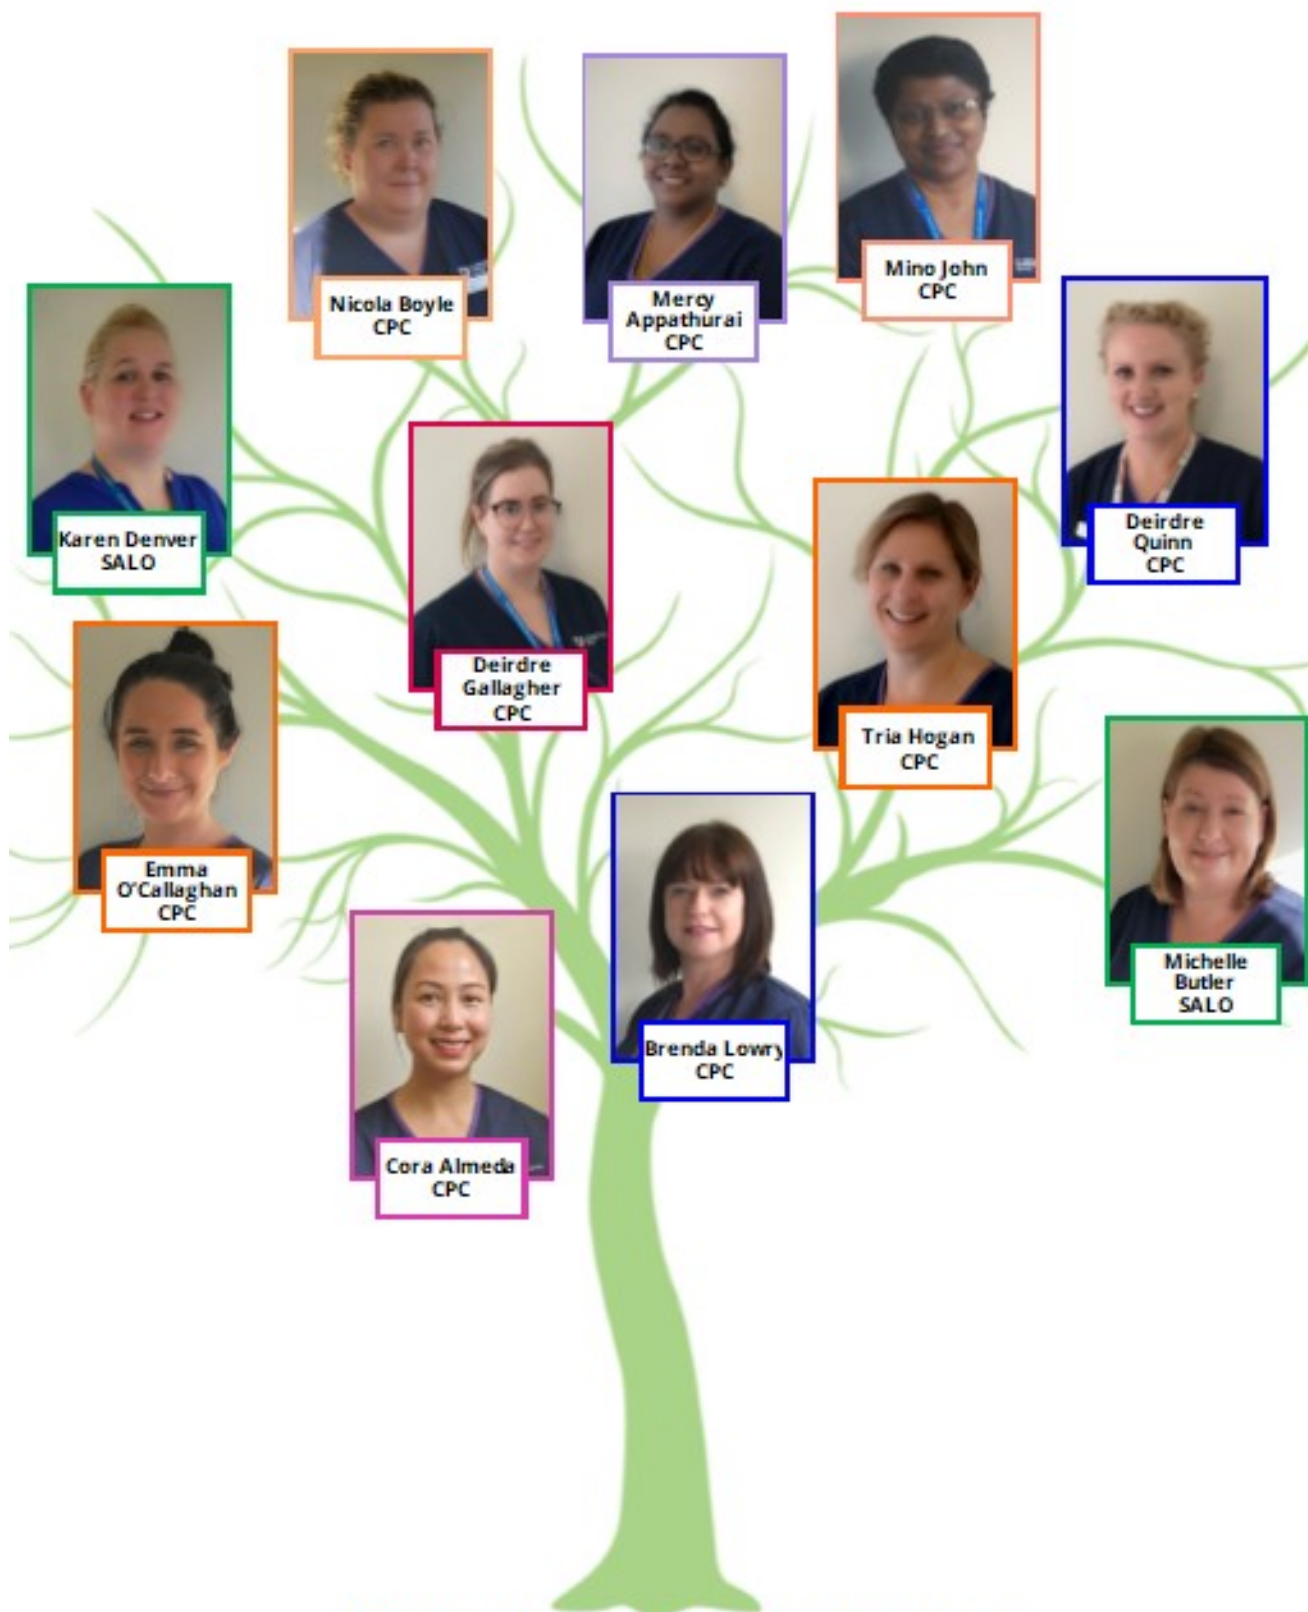 Nicola Boyle
CPC
Mercy
Appathurai
CPC
Mino John
CPC
Karen Denver
SALO
Deirdre
Gallagher
CPC
Tria Hogan
CPC
Deirdre
Quinn
CPC
Emma
O'Callaghan
CPC
Cora Almeda
CPC
Brenda Lowry
CPC
Michelle
Butler
SALO